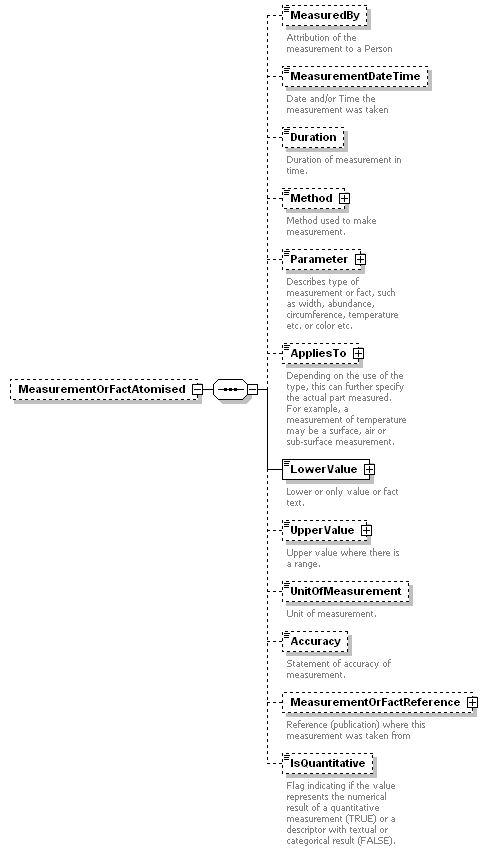 MeasuredBy
Attribution of the
measurement to a Person
MeasurementDateTime
Date and/or Time the
measurement was taken
Duration
Duration of measurement in
time.
Method
Method used to make
measurement.
Parameter
Describes type of
measurement or fact, such
as width, abundance,
circumference, temperature
etc. or color etc.
AppliesTo
Depending on the use of the
type, this can further specify
the actual part measured.
For example, a
measurement of temperature
may be a surface, air or
sub-surface measurement.
MeasurementOrFactAtomised
LowerValue
Lower or only value or fact
text.
UpperValue
Upper value where there is
a range.
UnitOfMeasurement
Unit of measurement.
Accuracy
Statement of accuracy of
measurement.
MeasurementOrFactReference
Reference (publication) where this
measurement was taken from
IsQuantitative
Flag indicating if the value
represents the numerical
result of a quantitative
measurement (TRUE) or a
descriptor with textual or
categorical result (FALSE).